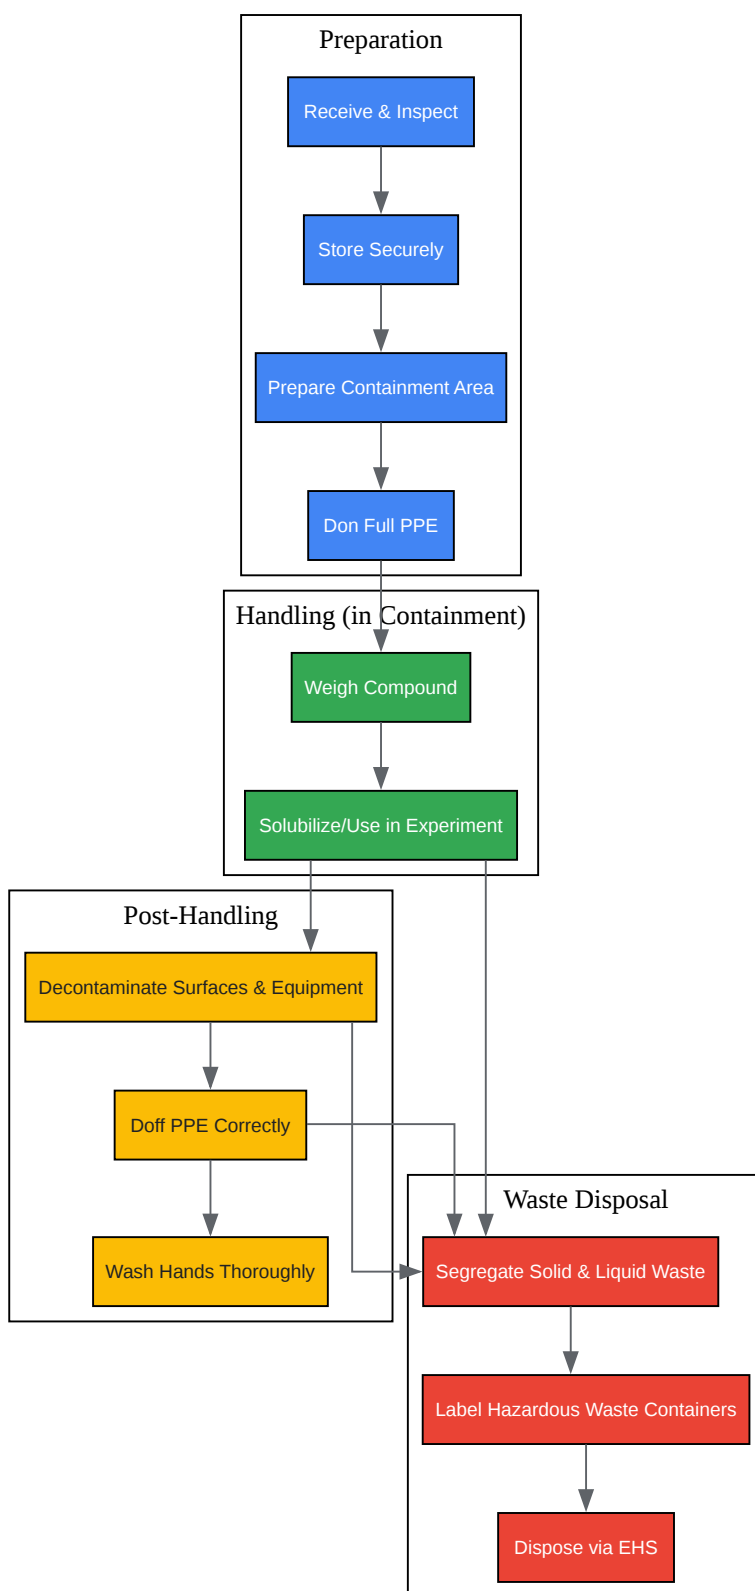 Preparation
Receive & Inspect
Store Securely
Prepare Containment Area
Don Full PPE
Handling (in Containment)
Weigh Compound
Solubilize/Use in Experiment
Post-Handling
Decontaminate Surfaces & Equipment
Doff PPE Correctly
Wash Hands Thoroughly
Waste Disposal
Segregate Solid & Liquid Waste
Label Hazardous Waste Containers
Dispose via EHS